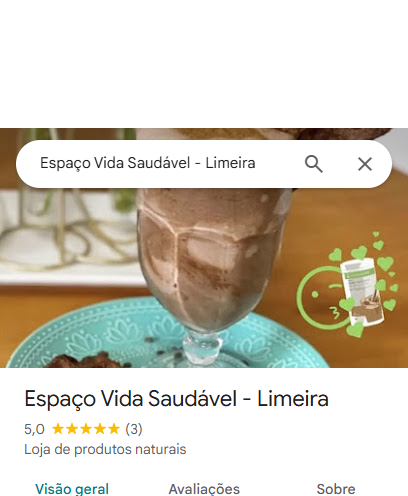 Espaço Vida Saudável - Limeira
Espaço Vida Saudável - Limeira
5,0 (3)
Loja de produtos naturais
Visão geral Avaliações Sobre